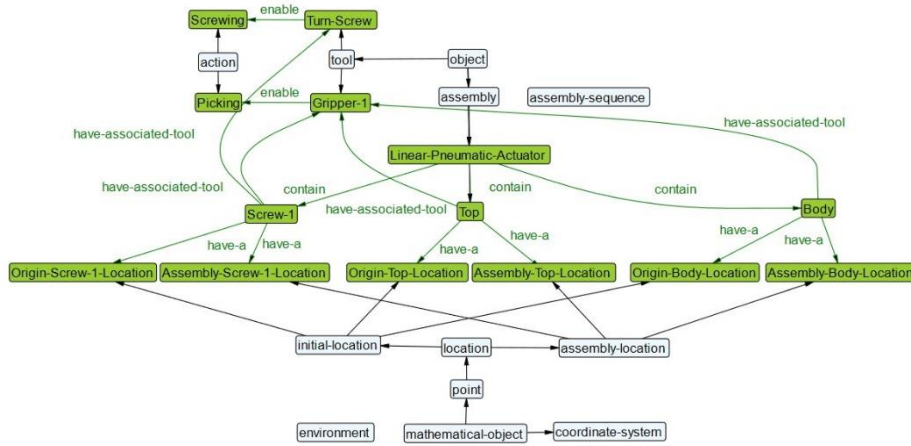 Screwing
enable
Turn-Screw
action
tool
object
Picking
enable
Gripper-1
assembly
assembly-sequence
have-associated-tool
have-associated-tool
Linear-Pneumatic-Actuator
have-associated-tool
contain
contain
contain
have-associated-tool
Screw-1
Top
Body
have-a
have-a
have-a
have-a
have-a
have-a
Origin-Screw-1-Location
Assembly-Screw-1-Location
Origin-Top-Location
Assembly-Top-Location
Origin-Body-Location
Assembly-Body-Location
initial-location
location
assembly-location
point
environment
mathematical-object
coordinate-system